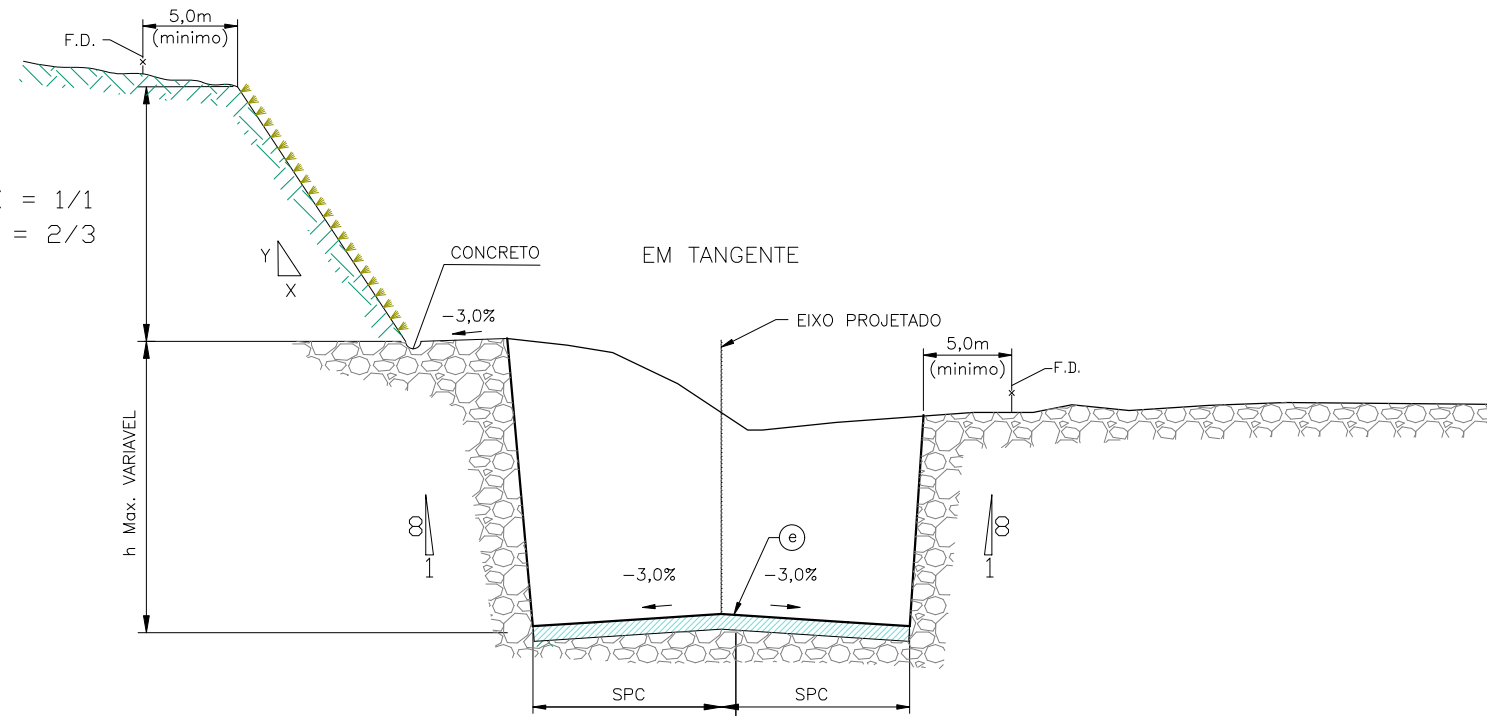 5,0m
F.D.
(minimo)
= 1/1
= 2/3
Y
X
CONCRETO
EM TANGENTE
-3,0%
EIXO PROJETADO
5,0m
(minimo)
F.D.
h Max. VARIAVEL
8
1
e
8
1
-3,0%
-3,0%
SPC
SPC